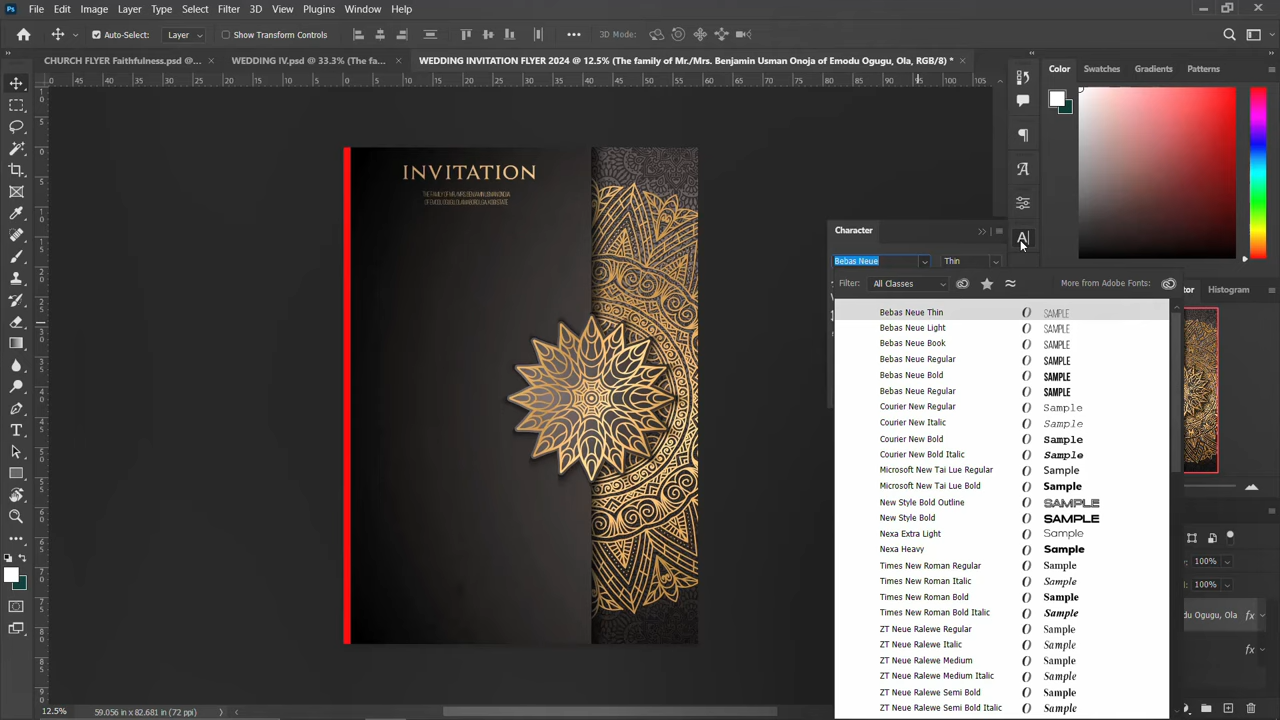 File Edit Image Layer Type Select Filter 3D View Plugins Window Help
Auto-Select: Layer Show Transform Controls 3D Mode:
CHURCH FLYER Faithfulness.psd @... WEDDING IV.psd @ 33.3% (The fa... WEDDING INVITATION FLYER 2024 @ 12.5% (The family of Mr./Mrs. Benjamin Usman Onoja of Emodu Ogugu, Ola, RGB/8) *
Color Swatches Gradients Patterns
INVITATION
Character
Bebas Neue Thin
Filter: All Classes More from Adobe Fonts:
Histogram
Bebas Neue Thin SAMPLE
Bebas Neue Light SAMPLE
Bebas Neue Book SAMPLE
Bebas Neue Regular SAMPLE
Bebas Neue Bold SAMPLE
Bebas Neue Regular SAMPLE
Courier New Regular Sample
Courier New Italic Sample
Courier New Bold Sample
Courier New Bold Italic Sample
Microsoft New Tai Lue Regular Sample
Microsoft New Tai Lue Bold Sample
New Style Bold Outline SAMPLE
New Style Bold SAMPLE
Nexa Extra Light Sample
Nexa Heavy Sample
Times New Roman Regular Sample
Times New Roman Italic Sample
Times New Roman Bold Sample
Times New Roman Bold Italic Sample
ZT Neue Ralewe Regular Sample
ZT Neue Ralewe Italic Sample
ZT Neue Ralewe Medium Sample
ZT Neue Ralewe Medium Italic Sample
ZT Neue Ralewe Semi Bold Sample
ZT Neue Ralewe Semi Bold Italic Sample
100%
100%
Ogugu, Ola fx
fx
12.5% 59.056 in x 82.681 in (72 ppi)